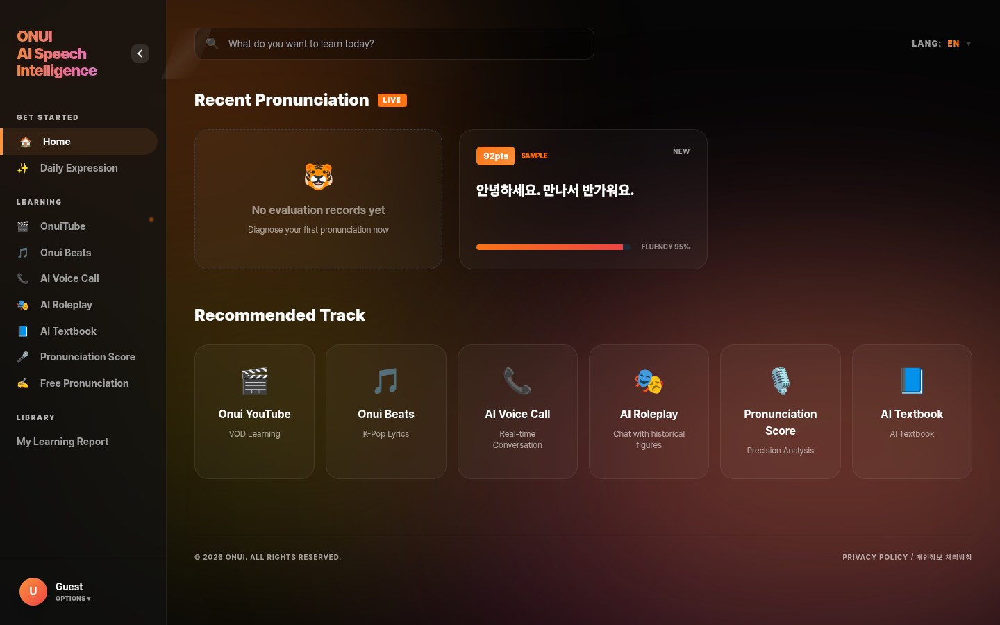 ONUI
AI Speech
Intelligence
GET STARTED
Home
Daily Expression
LEARNING
OnuiTube
Onui Beats
AI Voice Call
AI Roleplay
AI Textbook
Pronunciation Score
Free Pronunciation
LIBRARY
My Learning Report
U
Guest
OPTIONS ▾
What do you want to learn today?
LANG: EN ▼
Recent Pronunciation LIVE
No evaluation records yet
Diagnose your first pronunciation now
92pts SAMPLE NEW
안녕하세요. 만나서 반가워요.
FLUENCY 95%
Recommended Track
Onui YouTube
VOD Learning
Onui Beats
K-Pop Lyrics
AI Voice Call
Real-time
Conversation
AI Roleplay
Chat with historical
figures
Pronunciation
Score
Precision Analysis
AI Textbook
AI Textbook
© 2026 ONUI. ALL RIGHTS RESERVED.
PRIVACY POLICY / 개인정보 처리방침